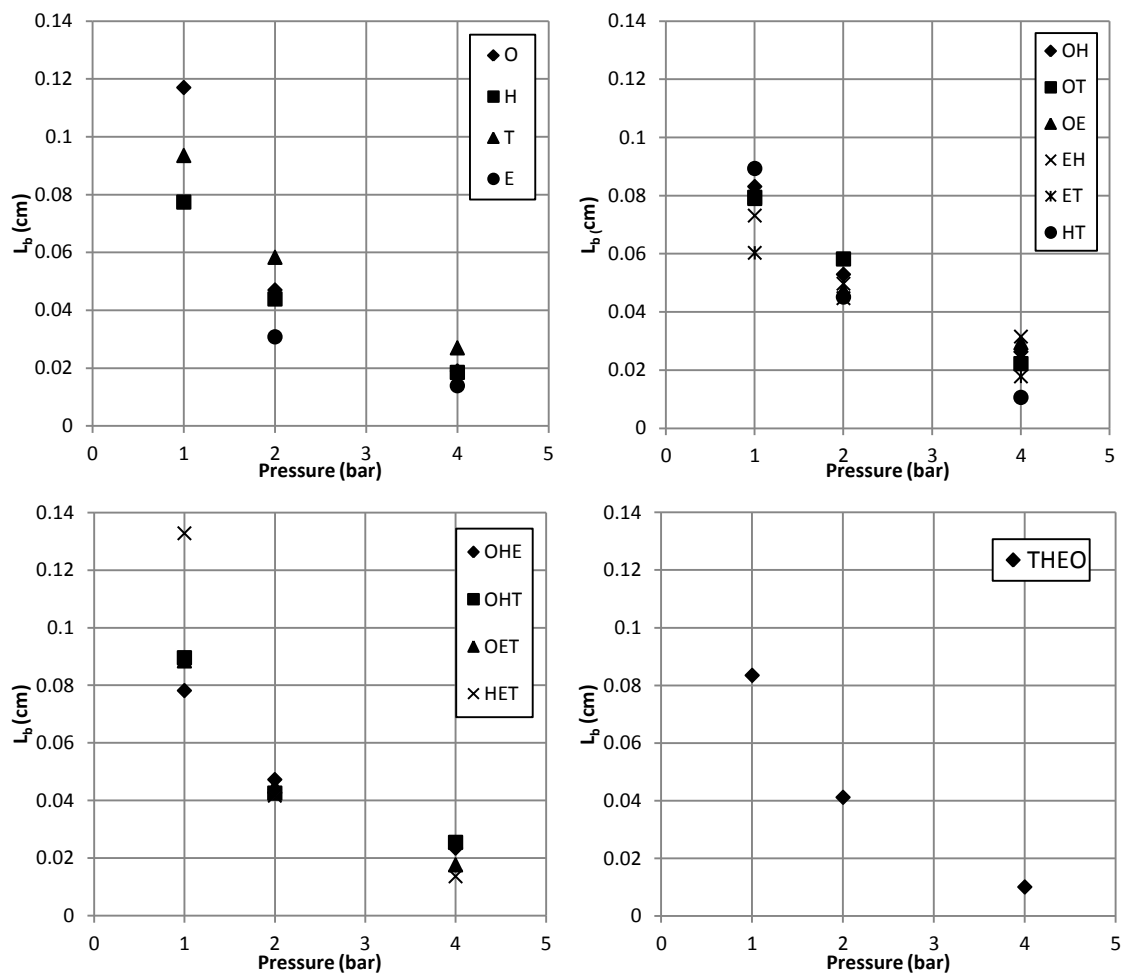 0.14
0.12
0.1
0.08
0.06
0.04
0.02
0
L_b (cm)
0 1 2 3 4 5
Pressure (bar)
O
H
T
E
0.14
0.12
0.1
0.08
0.06
0.04
0.02
0
L_b (cm)
0 1 2 3 4 5
Pressure (bar)
OH
OT
OE
EH
ET
HT
0.14
0.12
0.1
0.08
0.06
0.04
0.02
0
L_b (cm)
0 1 2 3 4 5
Pressure (bar)
OHE
OHT
OET
HET
0.14
0.12
0.1
0.08
0.06
0.04
0.02
0
L_b (cm)
0 1 2 3 4 5
Pressure (bar)
THEO